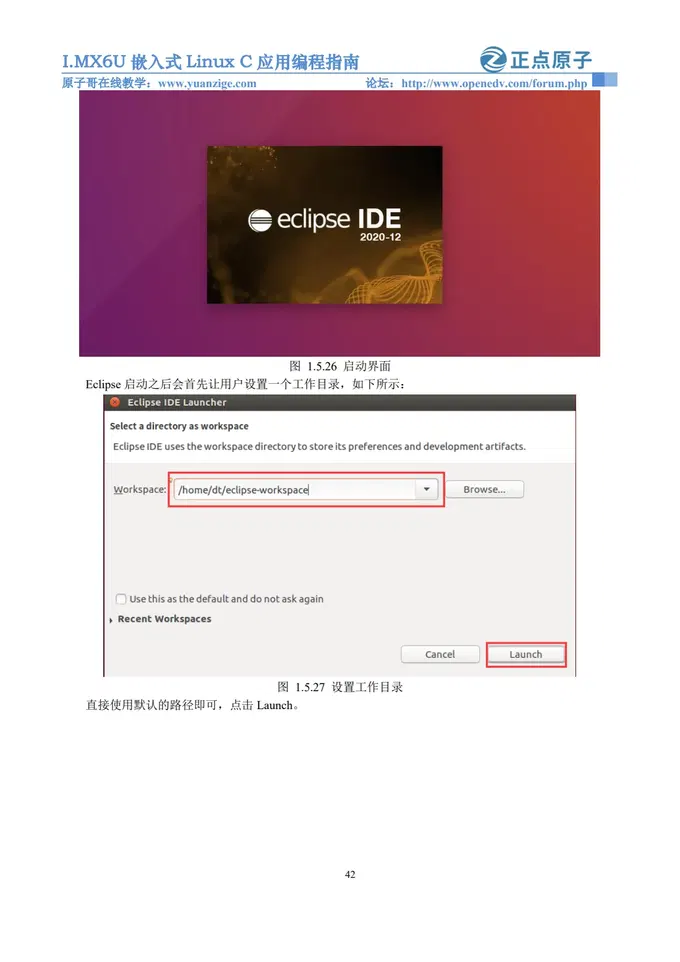 I.MX6U 嵌入式 Linux C 应用编程指南
正点原子
原子哥在线教学：www.yuanzige.com
论坛：http://www.openedv.com/forum.php
eclipse IDE
2020-12
图 1.5.26 启动界面
Eclipse 启动之后会首先让用户设置一个工作目录，如下所示：
Eclipse IDE Launcher
Select a directory as workspace
Eclipse IDE uses the workspace directory to store its preferences and development artifacts.
Workspace: /home/dt/eclipse-workspace
Browse...
Use this as the default and do not ask again
Recent Workspaces
Cancel
Launch
图 1.5.27 设置工作目录
直接使用默认的路径即可，点击 Launch。
42